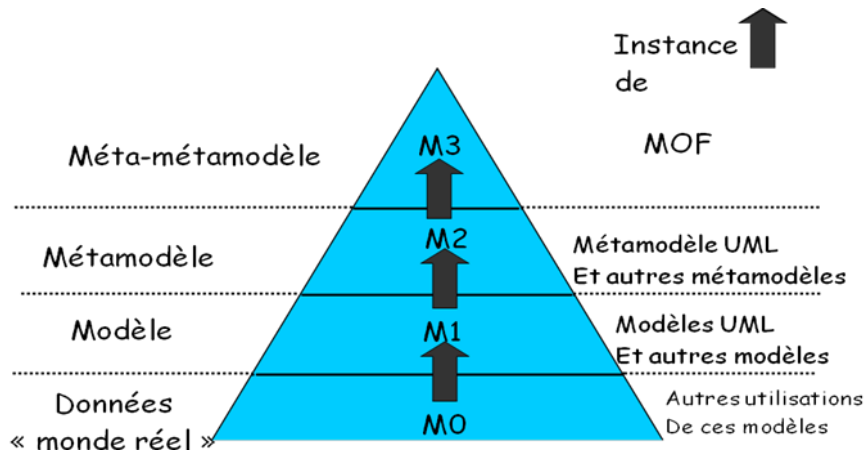 Instance
de
Méta-métamodèle
M3
MOF
Métamodèle
M2
Métamodèle UML
Et autres métamodèles
Modèle
M1
Modèles UML
Et autres modèles
Données
« monde réel »
M0
Autres utilisations
De ces modèles